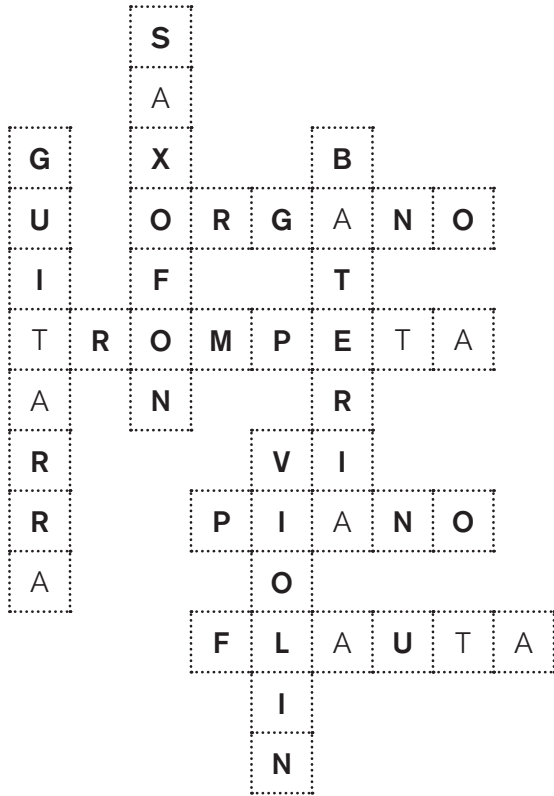 S
A
G X B
U O R G A N O
I F T
T R O M P E T A
A N R
R V I
R P I A N O
A O
F L A U T A
I
N